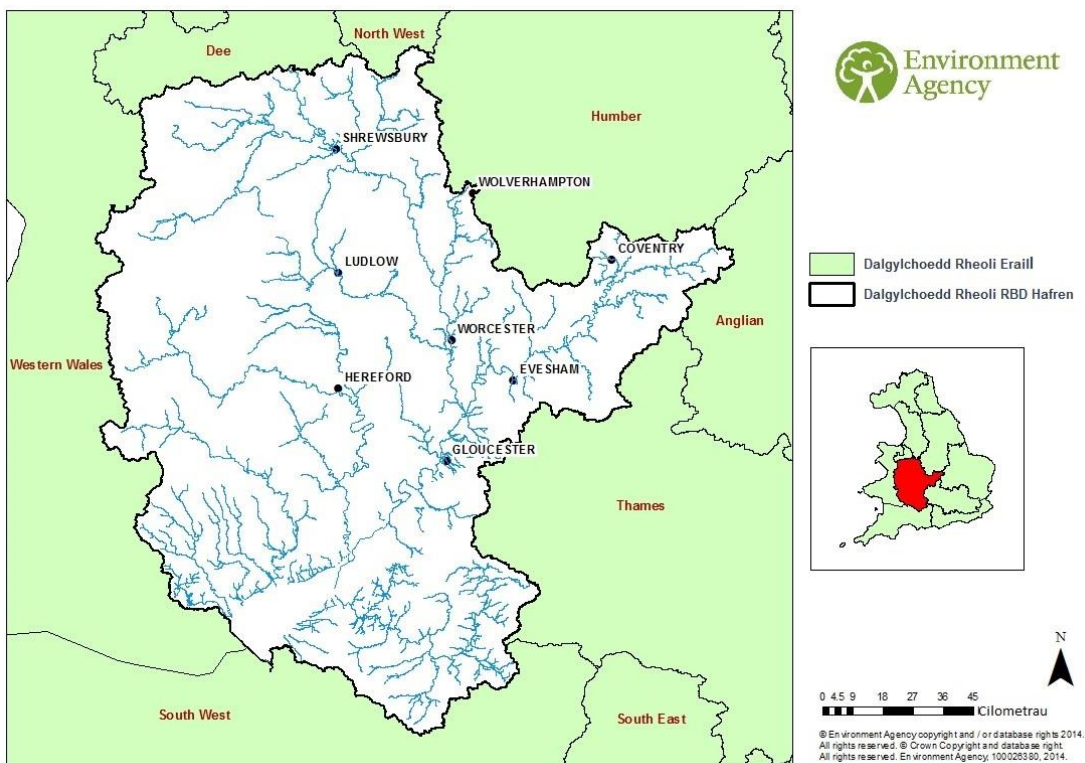 Dee
North West
Humber
SHREWSBURY
WOLVERHAMPTON
LUDLOW
COVENTRY
WORCESTER
Anglian
Western Wales
HEREFORD
EVESHAM
GLOUCESTER
Thames
South West
South East
Environment
Agency
Dalgylchoedd Rheoli Eraill
Dalgylchoedd Rheoli RBD Hafren
N
0 4.5 9 18 27 36 45
Cilometrau
© Environment Agency copyright and / or database rights 2014.
All rights reserved. © Crown Copyright and database right.
All rights reserved. Environment Agency, 100026380, 2014.